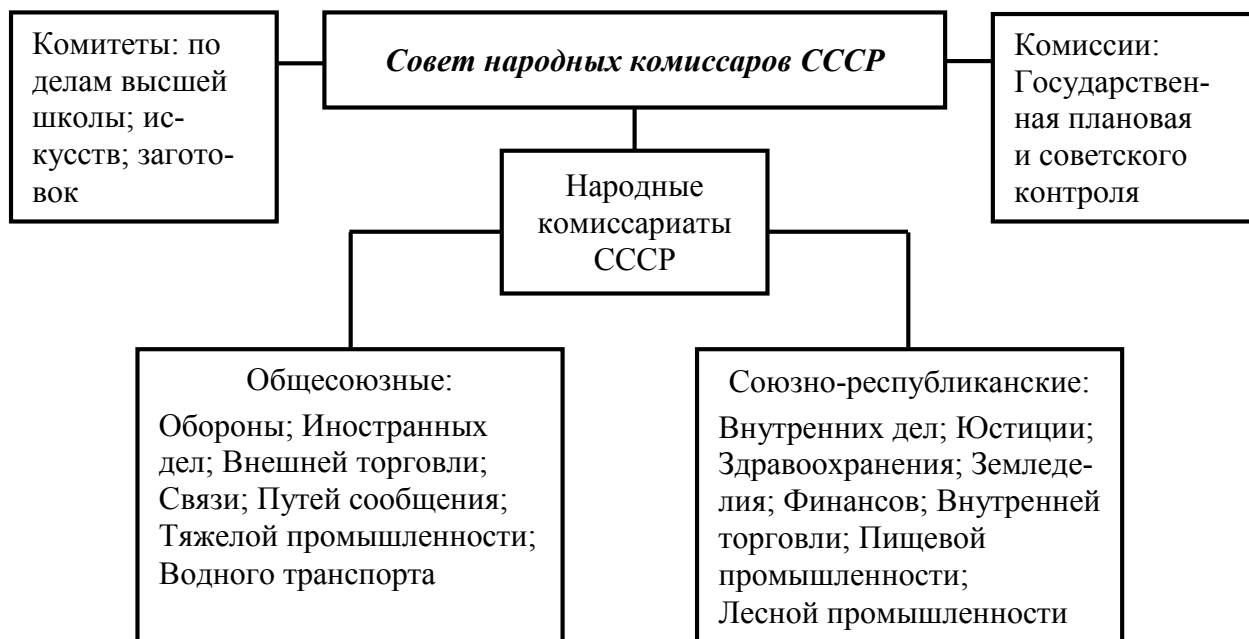 Комитеты: по
делам высшей
школы; ис-
кусств; загото-
вок
Совет народных комиссаров СССР
Комиссии:
Государствен-
ная плановая
и советского
контроля
Народные
комиссариаты
СССР
Общесоюзные:
Обороны; Иностранных
дел; Внешней торговли;
Связи; Путей сообщения;
Тяжелой промышленности;
Водного транспорта
Союзно-республиканские:
Внутренних дел; Юстиции;
Здравоохранения; Земледе-
лия; Финансов; Внутренней
торговли; Пищевой
промышленности;
Лесной промышленности